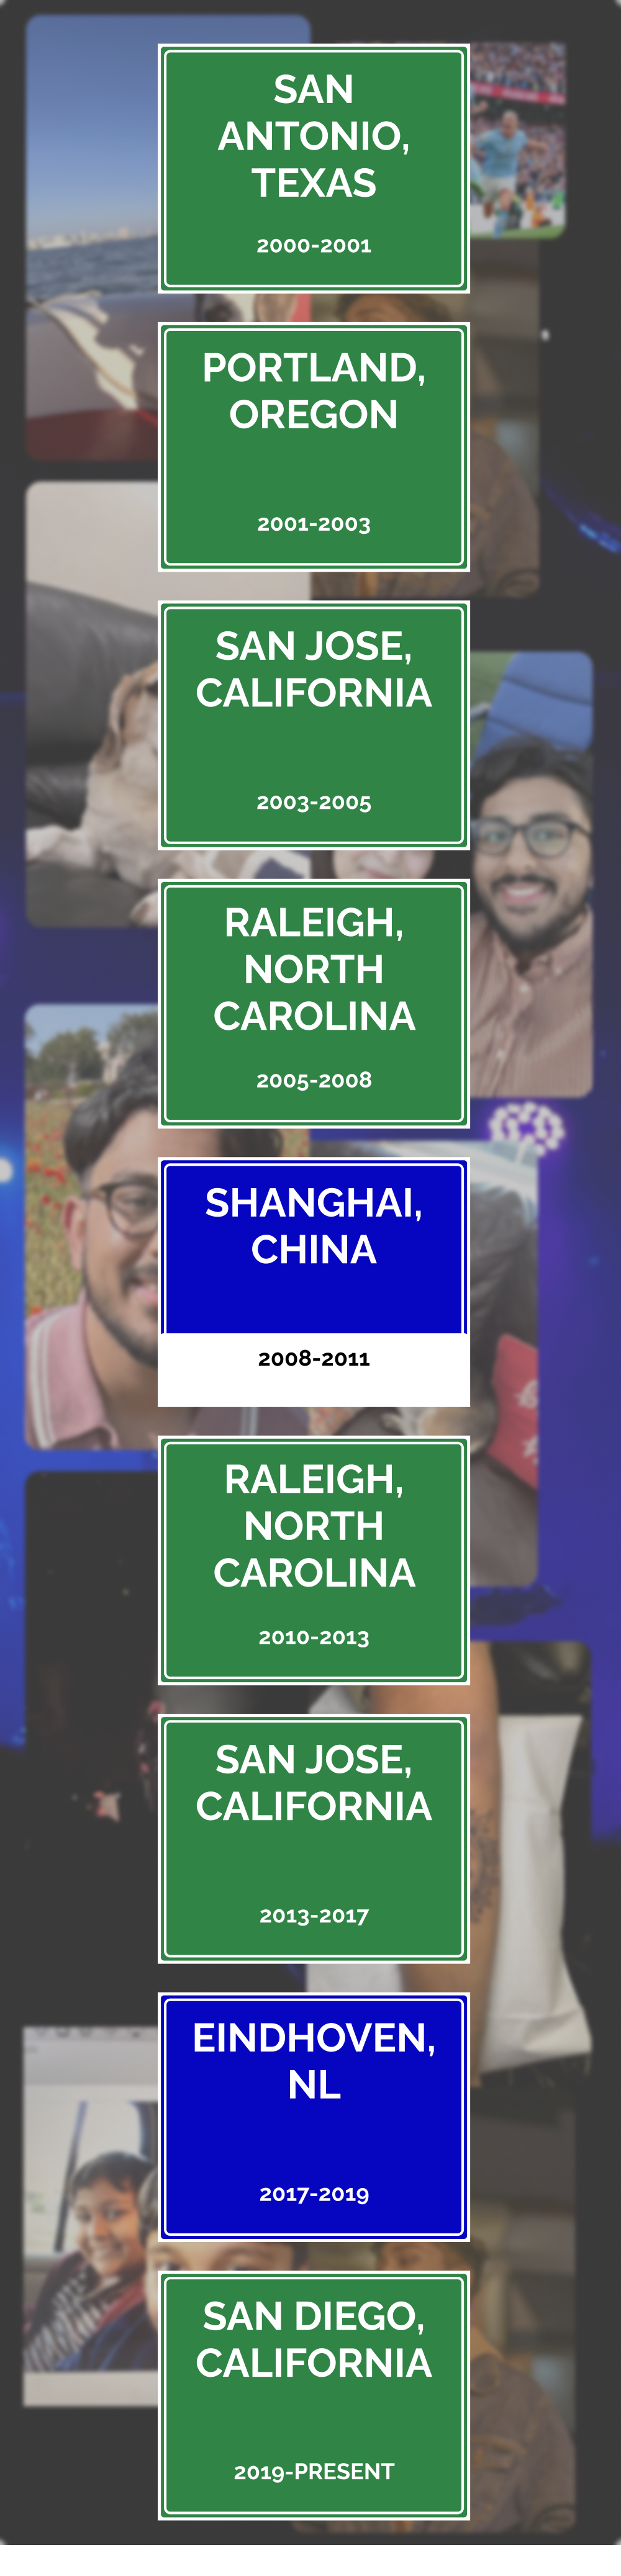 SAN
ANTONIO,
TEXAS
2000-2001
PORTLAND,
OREGON
2001-2003
SAN JOSE,
CALIFORNIA
2003-2005
RALEIGH,
NORTH
CAROLINA
2005-2008
SHANGHAI,
CHINA
2008-2011
RALEIGH,
NORTH
CAROLINA
2010-2013
SAN JOSE,
CALIFORNIA
2013-2017
EINDHOVEN,
NL
2017-2019
SAN DIEGO,
CALIFORNIA
2019-PRESENT